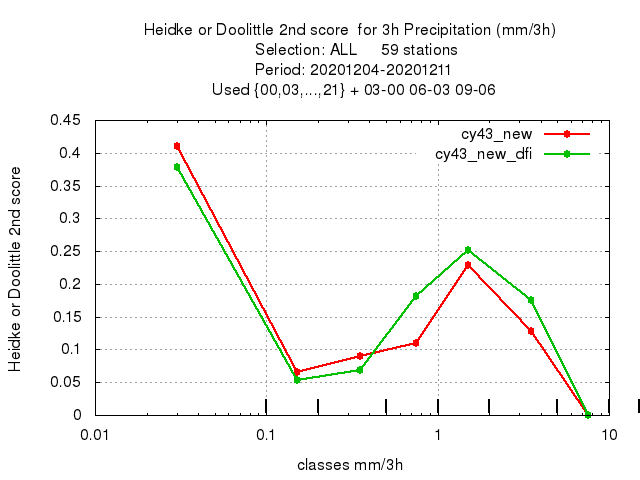 Heidke or Doolittle 2nd score  for 3h Precipitation (mm/3h)
Selection: ALL     59 stations
Period: 20201204-20201211
Used {00,03,...,21} + 03-00 06-03 09-06
cy43_new
cy43_new_dfi
Heidke or Doolittle 2nd score
0.45
0.4
0.35
0.3
0.25
0.2
0.15
0.1
0.05
0
0.01 0.1 1 10
classes mm/3h